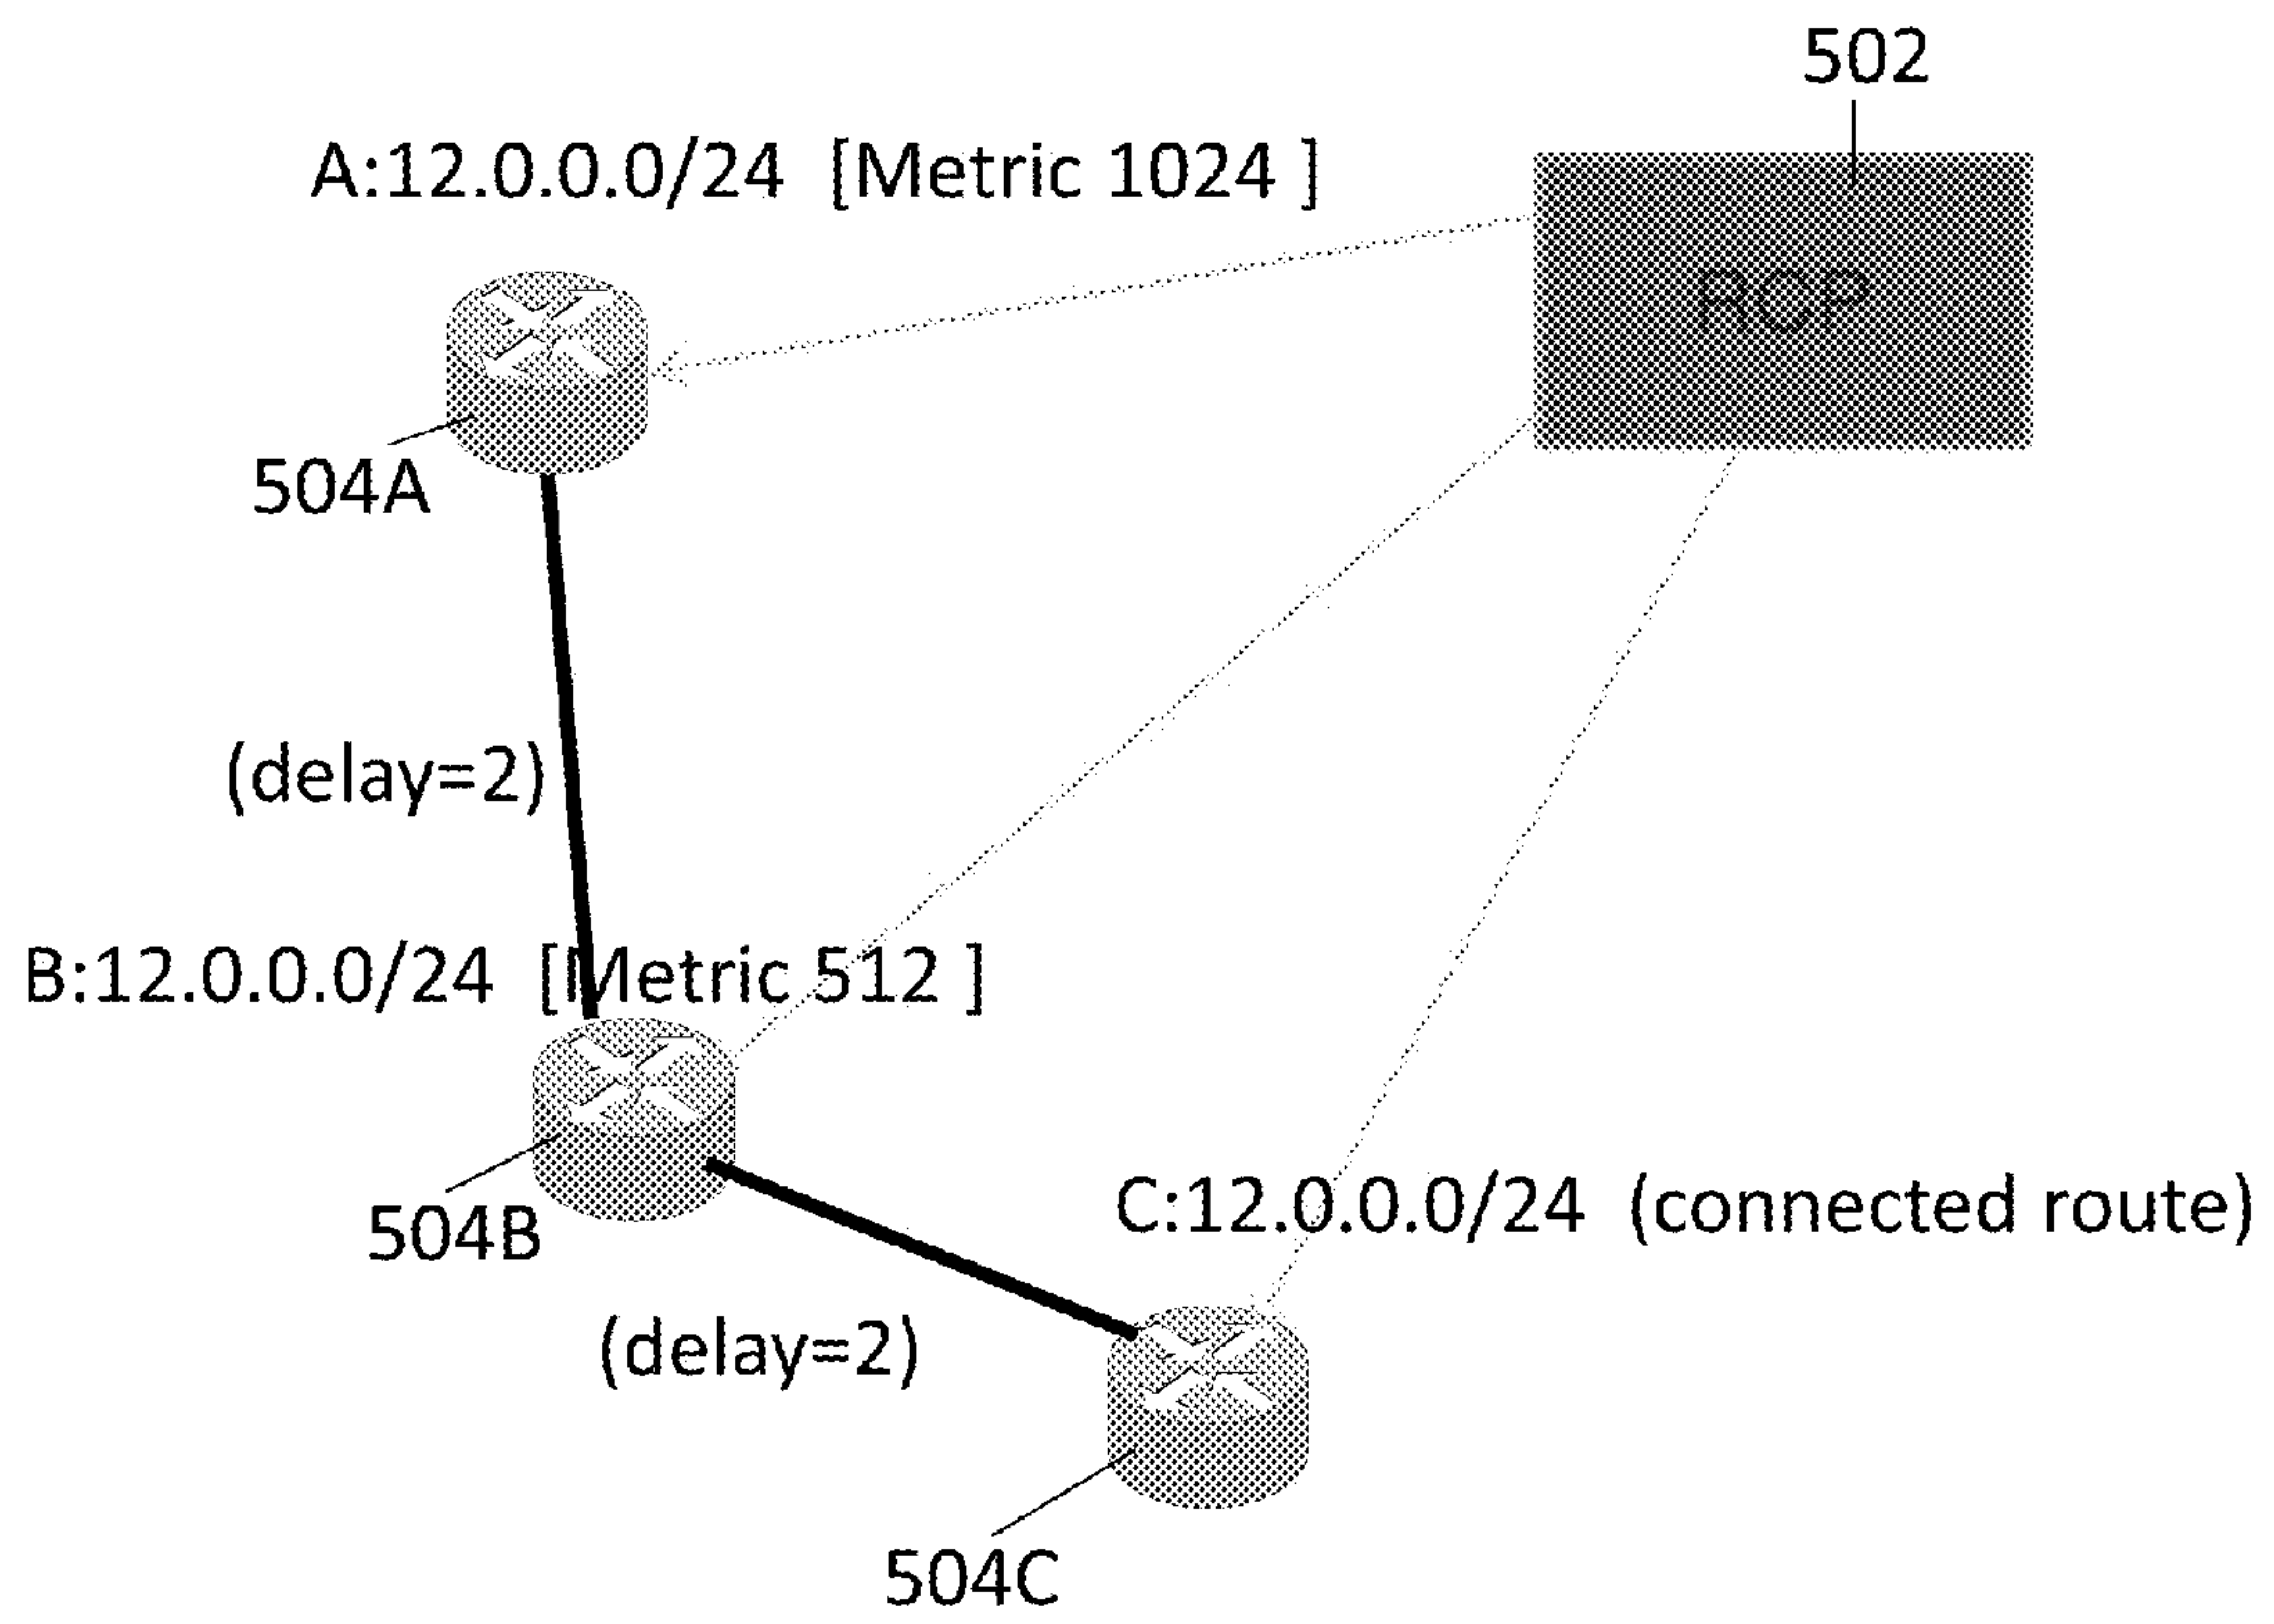 502
A:12.0.0.0/24 [Metric 1024 ]
RCP
504A
(delay=2)
B:12.0.0.0/24 [Metric 512 ]
C:12.0.0.0/24 (connected route)
504B
(delay=2)
504C